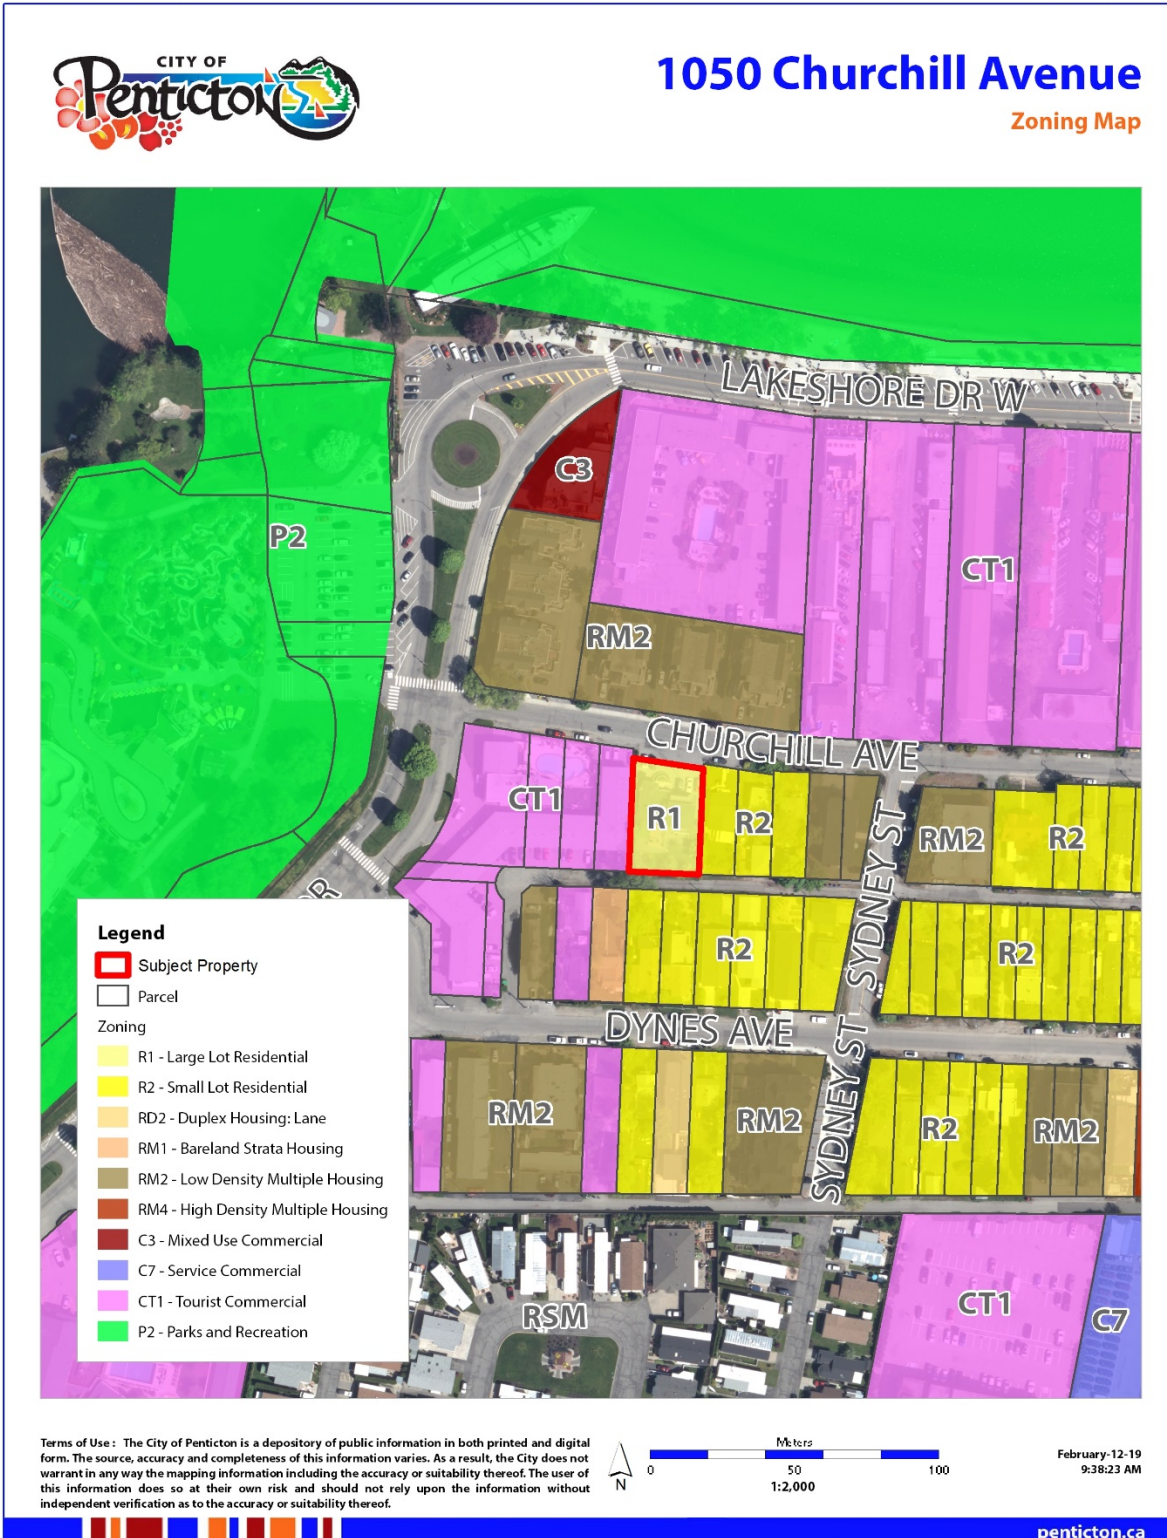 CITY OF
Penticton
1050 Churchill Avenue
Zoning Map
LAKESHORE DR W
C3
P2
CT1
RM2
CHURCHILL AVE
CT1
R1
R2
RM2
R2
SYDNEY ST
R2
R2
DR
DYNES AVE
SYDNEY ST
RM2
RM2
R2
RM2
RSM
CT1
C7
Legend
Subject Property
Parcel
Zoning
R1 - Large Lot Residential
R2 - Small Lot Residential
RD2 - Duplex Housing: Lane
RM1 - Bareland Strata Housing
RM2 - Low Density Multiple Housing
RM4 - High Density Multiple Housing
C3 - Mixed Use Commercial
C7 - Service Commercial
CT1 - Tourist Commercial
P2 - Parks and Recreation
Terms of Use : The City of Penticton is a depository of public information in both printed and digital
form. The source, accuracy and completeness of this information varies. As a result, the City does not
warrant in any way the mapping information including the accuracy or suitability thereof. The user of
this information does so at their own risk and should not rely upon the information without
independent verification as to the accuracy or suitability thereof.
N
Meters
0 50 100
1:2,000
February-12-19
9:38:23 AM
penticton.ca